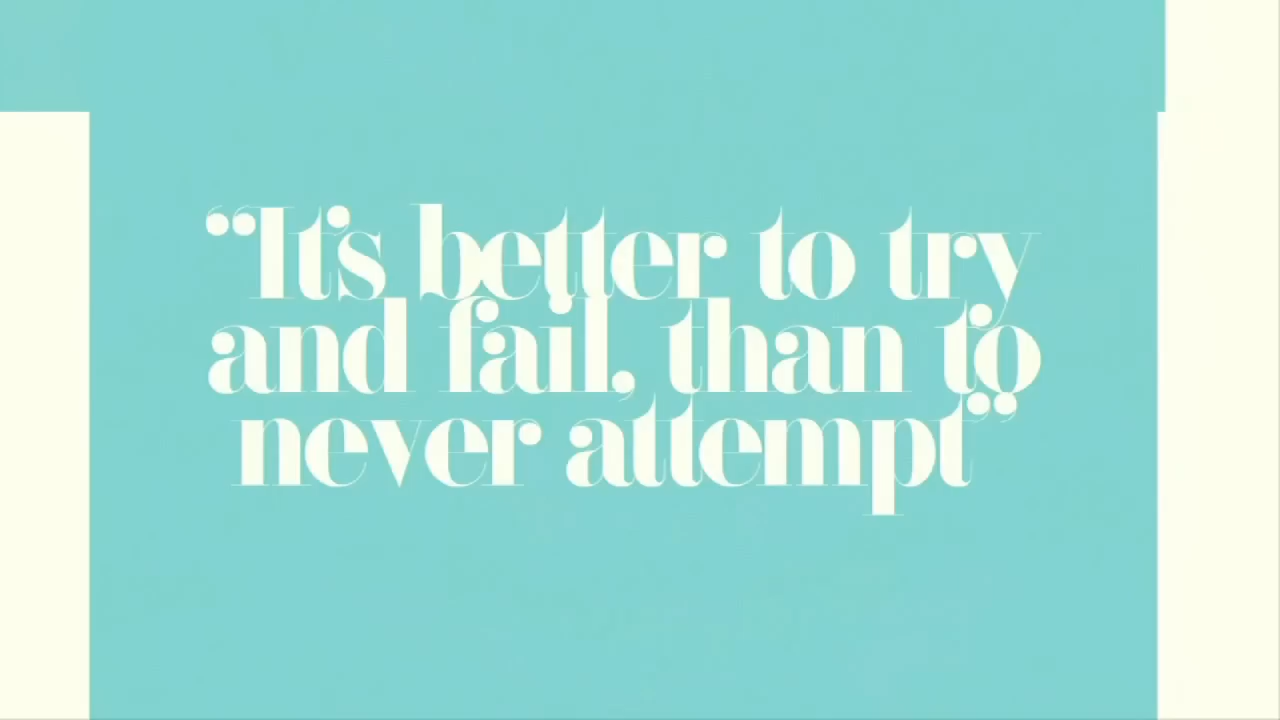 “It’s better to try
and fail, than to
never attempt”